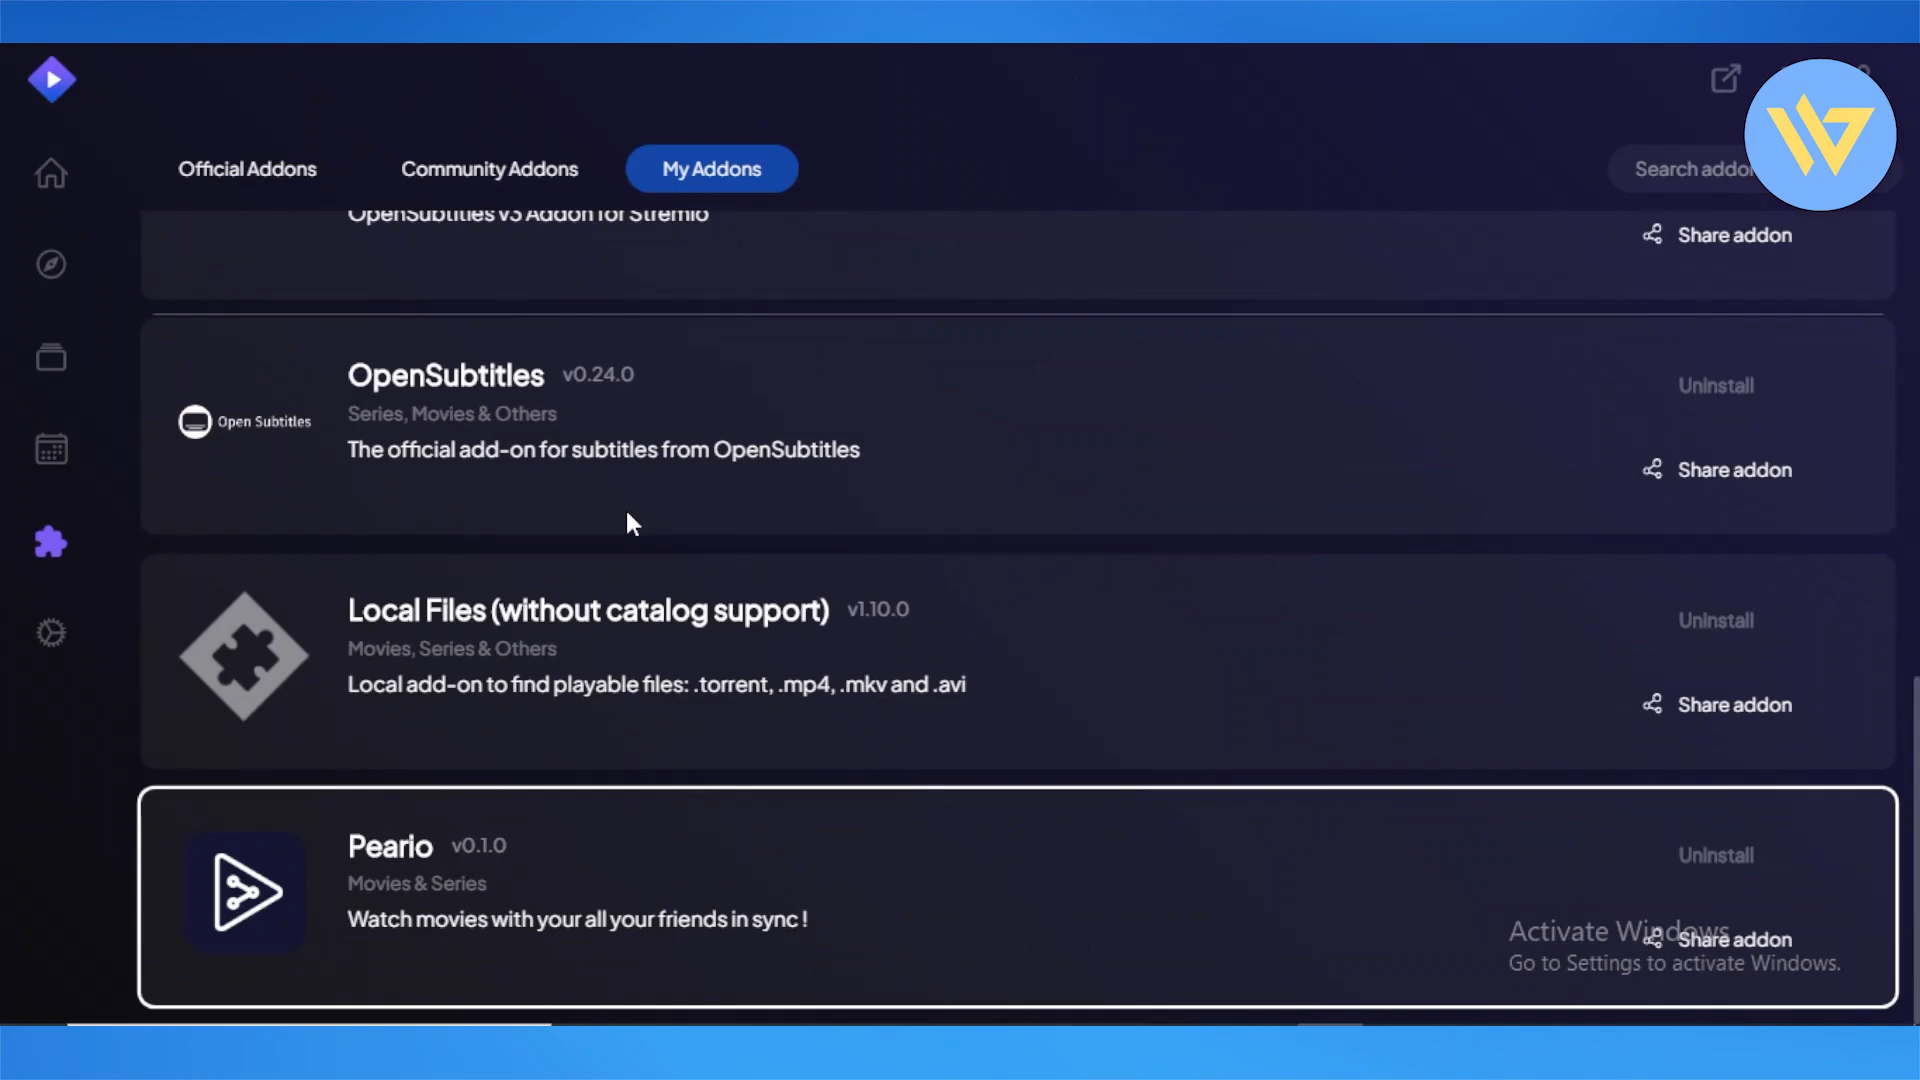 Official Addons
Community Addons
My Addons
Search addon
OpenSubtitles v3 Addon for Stremio
Share addon
Open Subtitles
OpenSubtitles v0.24.0
Series, Movies & Others
The official add-on for subtitles from OpenSubtitles
Uninstall
Share addon
Local Files (without catalog support) v1.10.0
Movies, Series & Others
Local add-on to find playable files: .torrent, .mp4, .mkv and .avi
Uninstall
Share addon
Peario v0.1.0
Movies & Series
Watch movies with your all your friends in sync !
Uninstall
Share addon
Activate Windows
Go to Settings to activate Windows.